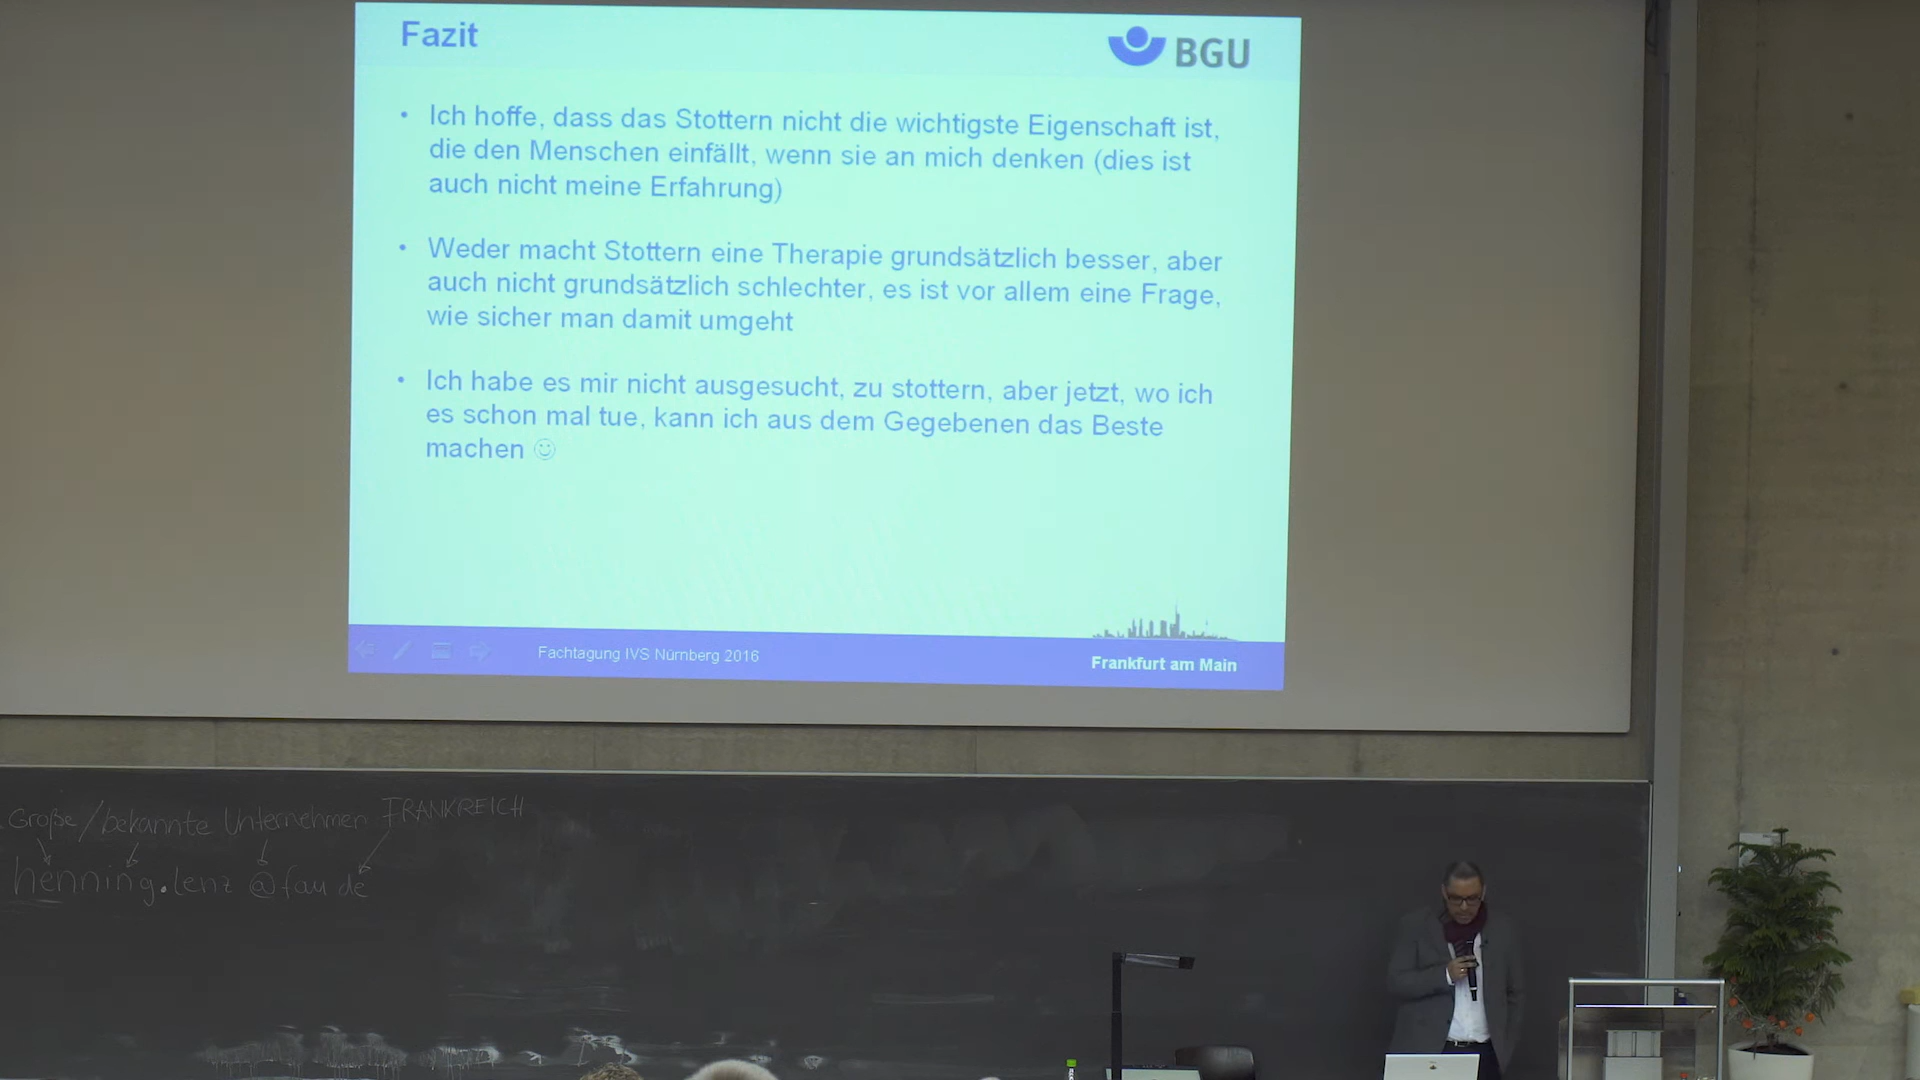 Fazit
BGU
• Ich hoffe, dass das Stottern nicht die wichtigste Eigenschaft ist,
die den Menschen einfällt, wenn sie an mich denken (dies ist
auch nicht meine Erfahrung)
• Weder macht Stottern eine Therapie grundsätzlich besser, aber
auch nicht grundsätzlich schlechter, es ist vor allem eine Frage,
wie sicher man damit umgeht
• Ich habe es mir nicht ausgesucht, zu stottern, aber jetzt, wo ich
es schon mal tue, kann ich aus dem Gegebenen das Beste
machen ☺
Fachtagung IVS Nürnberg 2016
Frankfurt am Main
Große/bekannte Unternehmen FRANKREICH
henning.lenz @fau de